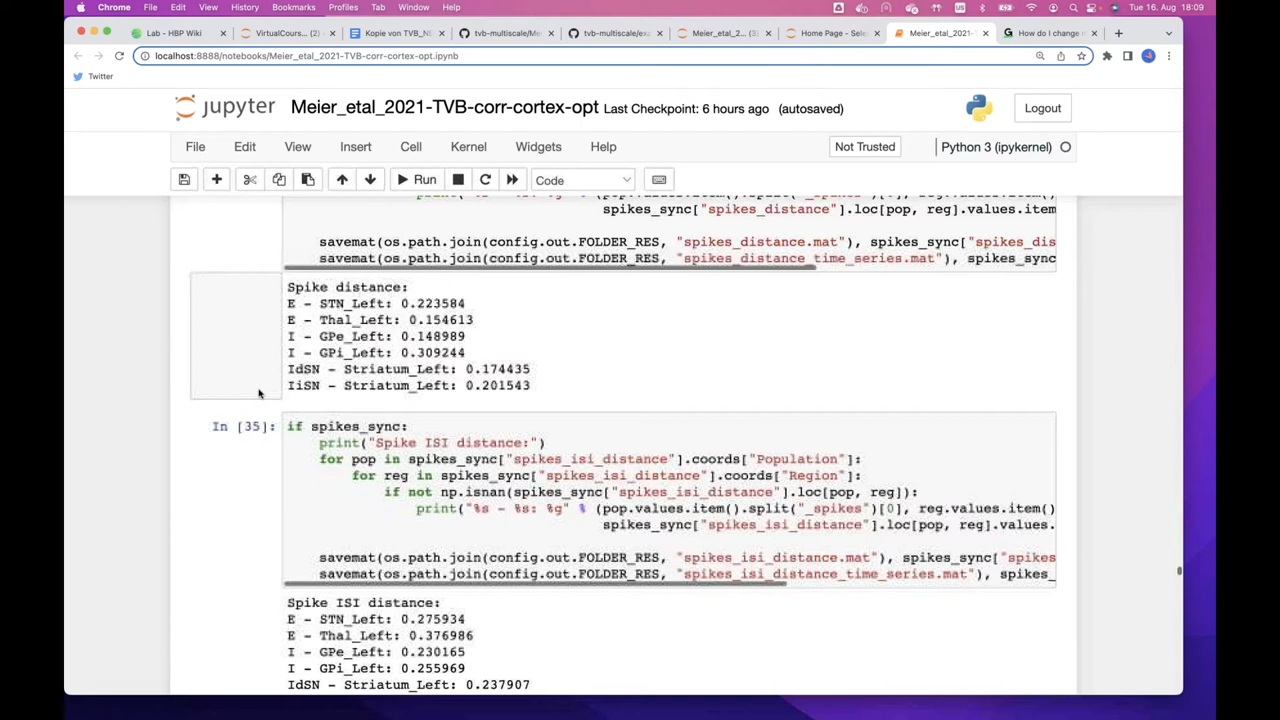 Chrome File Edit View History Bookmarks Profiles Tab Window Help Tue 16. Aug 18:09
Lab - HBP Wiki VirtualCours... (2) Kopie von TVB_N tvb-multiscale/Me tvb-multiscale/ex Meier_etal_2... (3) Home Page - Sele Meier_etal_2021- How do I change
localhost:8888/notebooks/Meier_etal_2021-TVB-corr-cortex-opt.ipynb
Twitter
jupyter Meier_etal_2021-TVB-corr-cortex-opt Last Checkpoint: 6 hours ago (autosaved) Logout
File Edit View Insert Cell Kernel Widgets Help Not Trusted Python 3 (ipykernel)
Run Code
spikes_sync["spikes_distance"].loc[pop, reg].values.item
savemat(os.path.join(config.out.FOLDER_RES, "spikes_distance.mat"), spikes_sync["spikes_dis
savemat(os.path.join(config.out.FOLDER_RES, "spikes_distance_time_series.mat"), spikes_sync
Spike distance:
E - STN_Left: 0.223584
E - Thal_Left: 0.154613
I - GPe_Left: 0.148989
I - GPi_Left: 0.309244
IdSN - Striatum_Left: 0.174435
IiSN - Striatum_Left: 0.201543
In [35]: if spikes_sync:
print("Spike ISI distance:")
for pop in spikes_sync["spikes_isi_distance"].coords["Population"]:
for reg in spikes_sync["spikes_isi_distance"].coords["Region"]:
if not np.isnan(spikes_sync["spikes_isi_distance"].loc[pop, reg]):
print("%s - %s: %g" % (pop.values.item().split("_spikes")[0], reg.values.item()
spikes_sync["spikes_isi_distance"].loc[pop, reg].values.
savemat(os.path.join(config.out.FOLDER_RES, "spikes_isi_distance.mat"), spikes_sync["spikes
savemat(os.path.join(config.out.FOLDER_RES, "spikes_isi_distance_time_series.mat"), spikes_
Spike ISI distance:
E - STN_Left: 0.275934
E - Thal_Left: 0.376986
I - GPe_Left: 0.230165
I - GPi_Left: 0.255969
IdSN - Striatum_Left: 0.237907